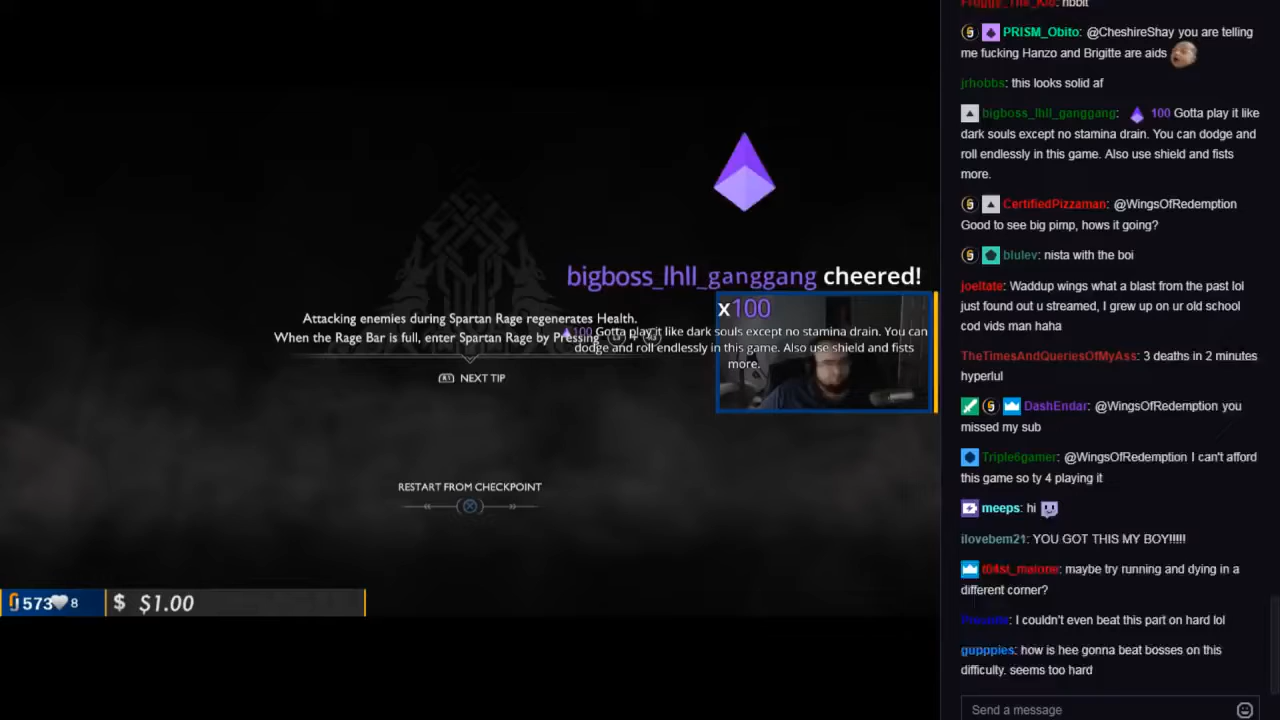 bigboss_lhll_ganggang cheered!
x100
100 Gotta play it like dark souls except no stamina drain. You can
dodge and roll endlessly in this game. Also use shield and fists
more.
Attacking enemies during Spartan Rage regenerates Health.
When the Rage Bar is full, enter Spartan Rage by Pressing
R1 NEXT TIP
RESTART FROM CHECKPOINT
573 8 $ $1.00
ribbit
PRISM_Obito: @CheshireShay you are telling
me fucking Hanzo and Brigitte are aids
jrhobbs: this looks solid af
bigboss_lhll_ganggang: 100 Gotta play it like
dark souls except no stamina drain. You can dodge and
roll endlessly in this game. Also use shield and fists
more.
CertifiedPizzaman: @WingsOfRedemption
Good to see big pimp, hows it going?
blulev: nista with the boi
joeltate: Waddup wings what a blast from the past lol
just found out u streamed, I grew up on ur old school
cod vids man haha
TheTimesAndQueriesOfMyAss: 3 deaths in 2 minutes
hyperlul
DashEndar: @WingsOfRedemption you
missed my sub
Triple6gamer: @WingsOfRedemption I can't afford
this game so ty 4 playing it
meeps: hi
ilovebem21: YOU GOT THIS MY BOY!!!!!
maybe try running and dying in a
different corner?
: I couldn't even beat this part on hard lol
gupppies: how is hee gonna beat bosses on this
difficulty. seems too hard
Send a message